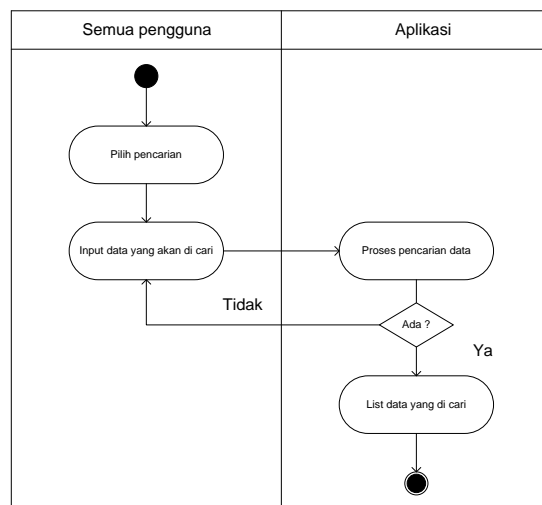 Semua pengguna
Aplikasi
Pilih pencarian
Input data yang akan di cari
Proses pencarian data
Tidak
Ada ?
Ya
List data yang di cari